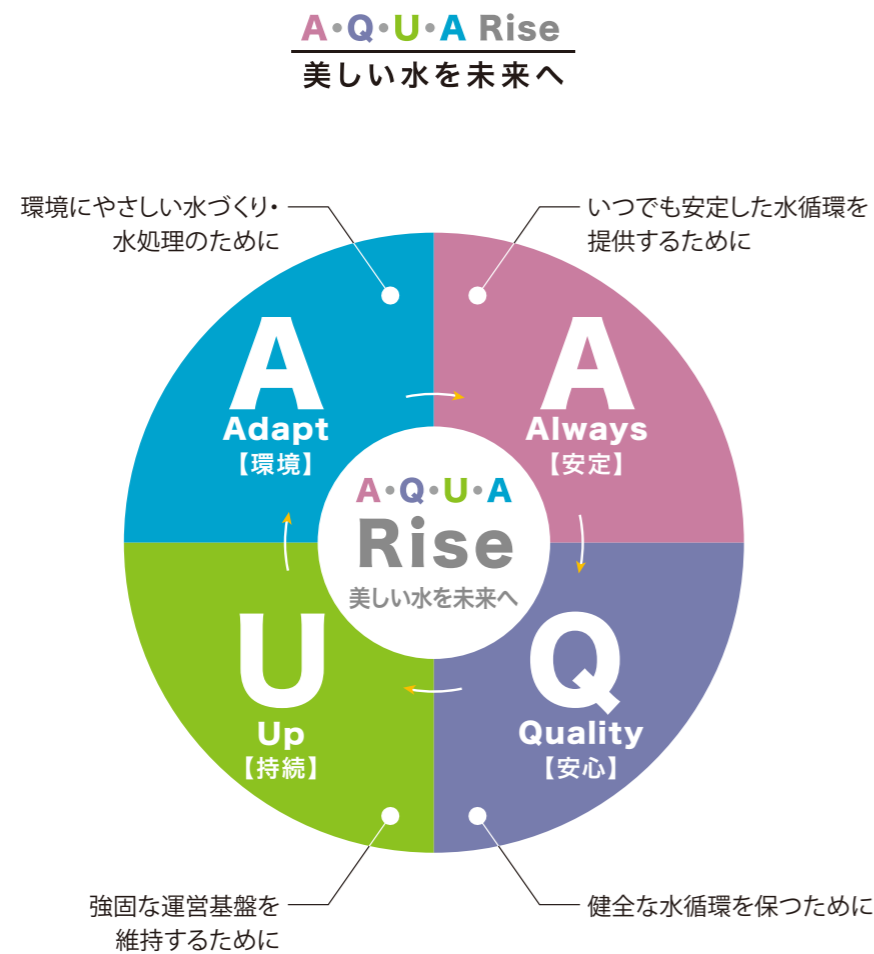 A・Q・U・A Rise
美しい水を未来へ
環境にやさしい水づくり・
水処理のために
いつでも安定した水循環を
提供するために
A
Adapt
【環境】
A
Always
【安定】
A・Q・U・A
Rise
美しい水を未来へ
U
Up
【持続】
Q
Quality
【安心】
強固な運営基盤を
維持するために
健全な水循環を保つために